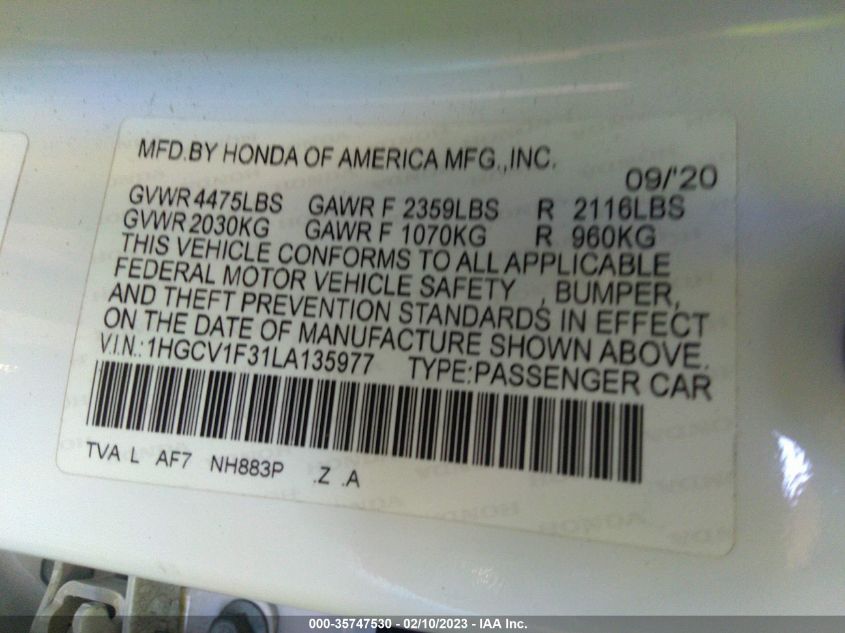 MFD.BY HONDA OF AMERICA MFG.,INC.
09/'20
GVWR 4475LBS GAWR F 2359LBS R 2116LBS
GVWR 2030KG GAWR F 1070KG R 960KG
THIS VEHICLE CONFORMS TO ALL APPLICABLE
FEDERAL MOTOR VEHICLE SAFETY , BUMPER,
AND THEFT PREVENTION STANDARDS IN EFFECT
ON THE DATE OF MANUFACTURE SHOWN ABOVE.
V.I.N.:1HGCV1F31LA135977 TYPE:PASSENGER CAR
TVA L AF7 NH883P .Z .A
000-35747530 - 02/10/2023 - IAA Inc.